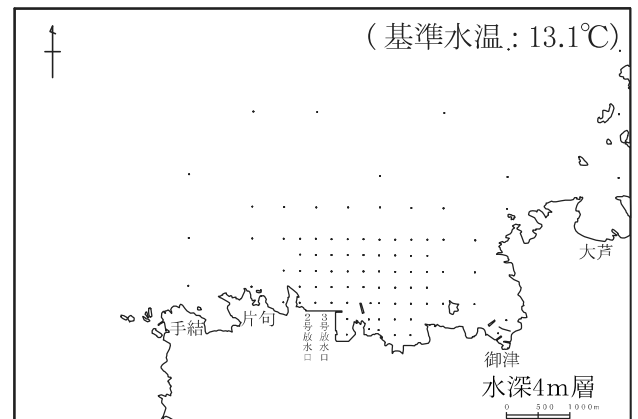 (基準水温:13.1℃)
大芦
手結
片句
2号放水口
3号放水口
御津
水深4m層
0 500 1000m